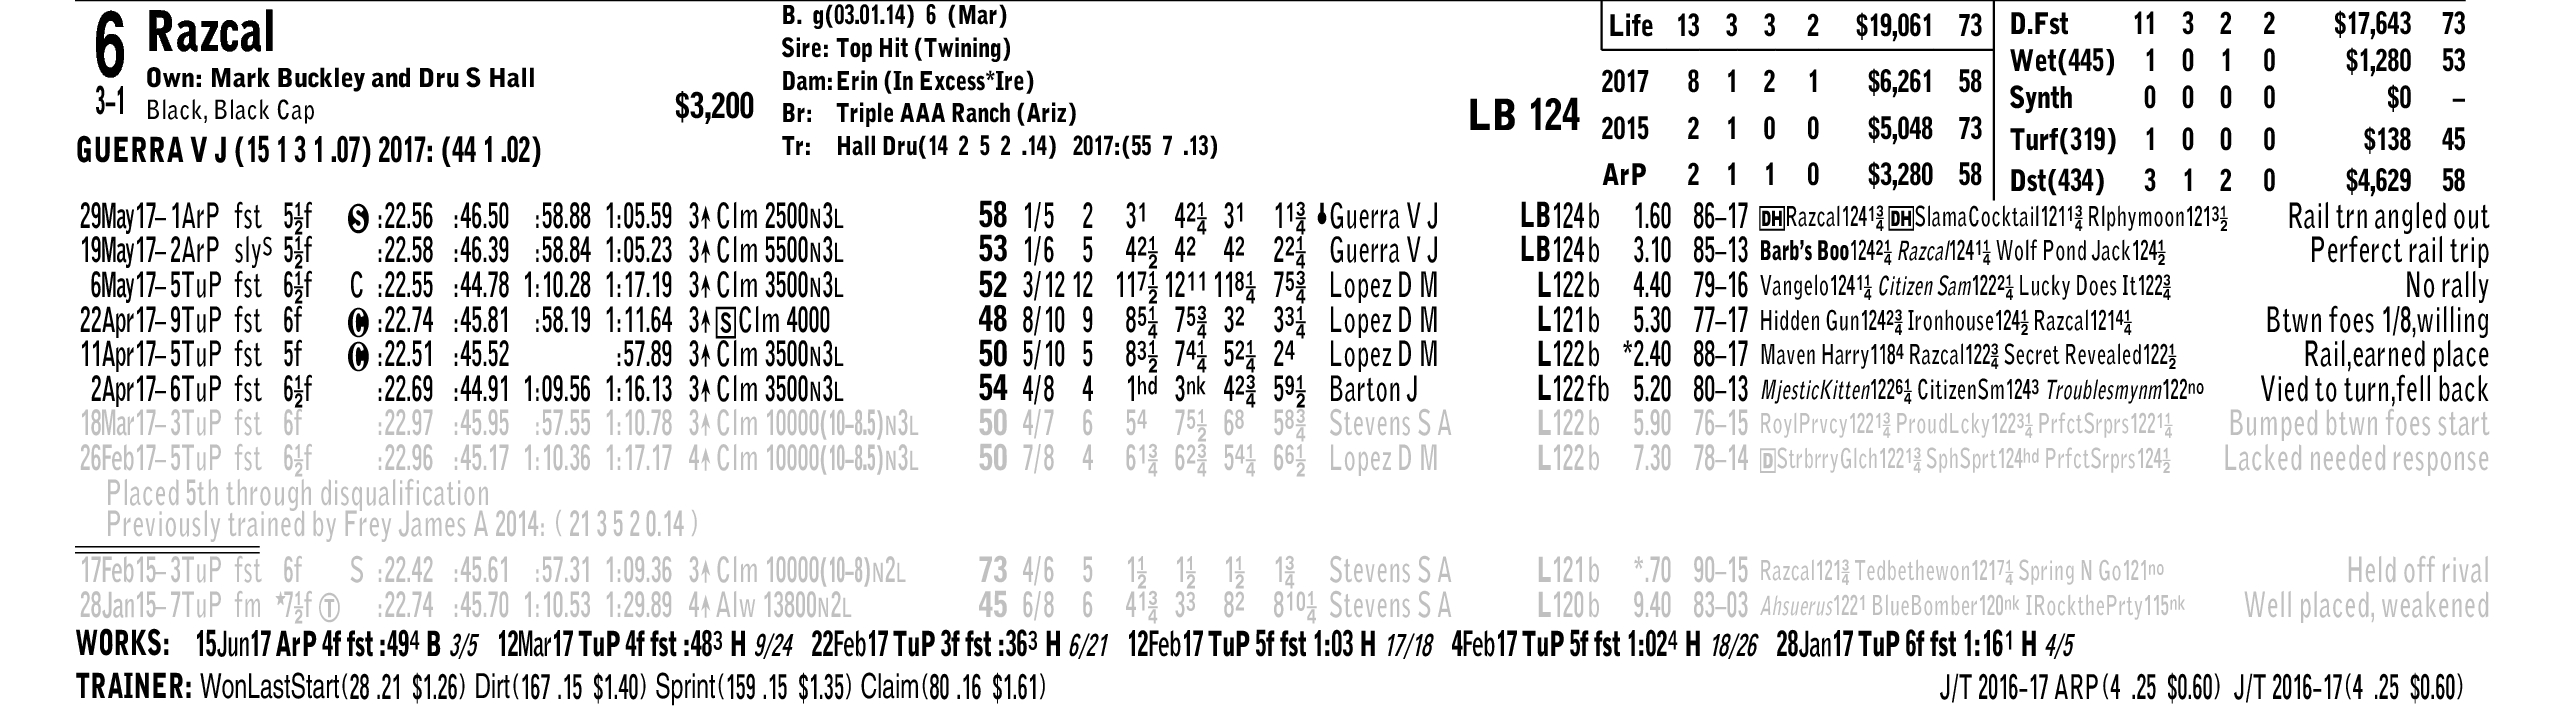 6 Razcal
Own: Mark Buckley and Dru S Hall
3–1 Black, Black Cap
$3,200
GUERRA V J (15 1 3 1 .07) 2017: (44 1 .02)
B. g(03.01.14) 6 (Mar)
Sire: Top Hit (Twining)
Dam: Erin (In Excess*Ire)
Br: Triple AAA Ranch (Ariz)
Tr: Hall Dru(14 2 5 2 .14) 2017:(55 7 .13)
LB 124
Life 13 3 3 2 $19,061 73
2017 8 1 2 1 $6,261 58
2015 2 1 0 0 $5,048 73
ArP 2 1 1 0 $3,280 58
D.Fst 11 3 2 2 $17,643 73
Wet(445) 1 0 1 0 $1,280 53
Synth 0 0 0 0 $0 –
Turf(319) 1 0 0 0 $138 45
Dst(434) 3 1 2 0 $4,629 58
29May17–1ArP fst 5½f S :22.56 :46.50 :58.88 1:05.59 3↑ Clm 2500N3L 58 1/5 2 3¹ 4²¼ 3¹ 1¹¾ Guerra V J LB124b 1.60 86–17 DH Razcal124¹¾ DH SlamaCocktail121¹¾ Rlphymoon121³½ Rail trn angled out
19May17–2ArP slyS 5½f :22.58 :46.39 :58.84 1:05.23 3↑ Clm 5500N3L 53 1/6 5 4²½ 4² 4² 2²¼ Guerra V J LB124b 3.10 85–13 Barb's Boo124²¼ Razcal124¹¼ Wolf Pond Jack124½ Perferct rail trip
6May17–5TuP fst 6½f C :22.55 :44.78 1:10.28 1:17.19 3↑ Clm 3500N3L 52 3/12 12 11⁷½ 12¹¹ 11⁸¼ 7⁵¾ Lopez D M L122b 4.40 79–16 Vangelo124¹¼ Citizen Sam122²¼ Lucky Does It122¾ No rally
22Apr17–9TuP fst 6f C :22.74 :45.81 :58.19 1:11.64 3↑ S Clm 4000 48 8/10 9 8⁵¼ 7⁵¾ 3² 3³¼ Lopez D M L121b 5.30 77–17 Hidden Gun124²¾ Ironhouse124½ Razcal121⁴¼ Btwn foes 1/8,willing
11Apr17–5TuP fst 5f C :22.51 :45.52 :57.89 3↑ Clm 3500N3L 50 5/10 5 8³½ 7⁴¼ 5²¼ 2⁴ Lopez D M L122b *2.40 88–17 Maven Harry118⁴ Razcal122¾ Secret Revealed122½ Rail,earned place
2Apr17–6TuP fst 6½f :22.69 :44.91 1:09.56 1:16.13 3↑ Clm 3500N3L 54 4/8 4 1hd 3nk 4²¾ 5⁹½ Barton J L122fb 5.20 80–13 MjesticKitten122⁶¼ CitizenSm124³ Troublesmynm122no Vied to turn,fell back
18Mar17–3TuP fst 6f :22.97 :45.95 :57.55 1:10.78 3↑ Clm 10000(10–8.5)N3L 50 4/7 6 5⁴ 7⁵½ 6⁸ 5⁸¾ Stevens S A L122b 5.90 76–15 RoylPrvcy122¹¾ ProudLcky122³¼ PrfctSrprs122¹¼ Bumped btwn foes start
26Feb17–5TuP fst 6½f :22.96 :45.17 1:10.36 1:17.17 4↑ Clm 10000(10–8.5)N3L 50 7/8 4 6¹¾ 6²¾ 5⁴¼ 6⁶½ Lopez D M L122b 7.30 78–14 D StrbrryGlch122¹¾ SphSprt124hd PrfctSrprs124½ Lacked needed response
Placed 5th through disqualification
Previously trained by Frey James A 2014: ( 21 3 5 2 0.14 )
17Feb15–3TuP fst 6f S :22.42 :45.61 :57.31 1:09.36 3↑ Clm 10000(10–8)N2L 73 4/6 5 1½ 1½ 1½ 1¾ Stevens S A L121b *.70 90–15 Razcal121¾ Tedbethewon121⁷¼ Spring N Go121no Held off rival
28Jan15–7TuP fm *7½f T :22.74 :45.70 1:10.53 1:29.89 4↑ Alw 13800N2L 45 6/8 6 4¹¾ 3³ 8² 8¹⁰¼ Stevens S A L120b 9.40 83–03 Ahsuerus122¹ BlueBomber120nk IRockthePrty115nk Well placed, weakened
WORKS: 15Jun17 ArP 4f fst :49⁴ B 3/5 12Mar17 TuP 4f fst :48³ H 9/24 22Feb17 TuP 3f fst :36³ H 6/21 12Feb17 TuP 5f fst 1:03 H 17/18 4Feb17 TuP 5f fst 1:02⁴ H 18/26 28Jan17 TuP 6f fst 1:16¹ H 4/5
TRAINER: WonLastStart(28 .21 $1.26) Dirt(167 .15 $1.40) Sprint(159 .15 $1.35) Claim(80 .16 $1.61) J/T 2016–17 ARP(4 .25 $0.60) J/T 2016–17(4 .25 $0.60)